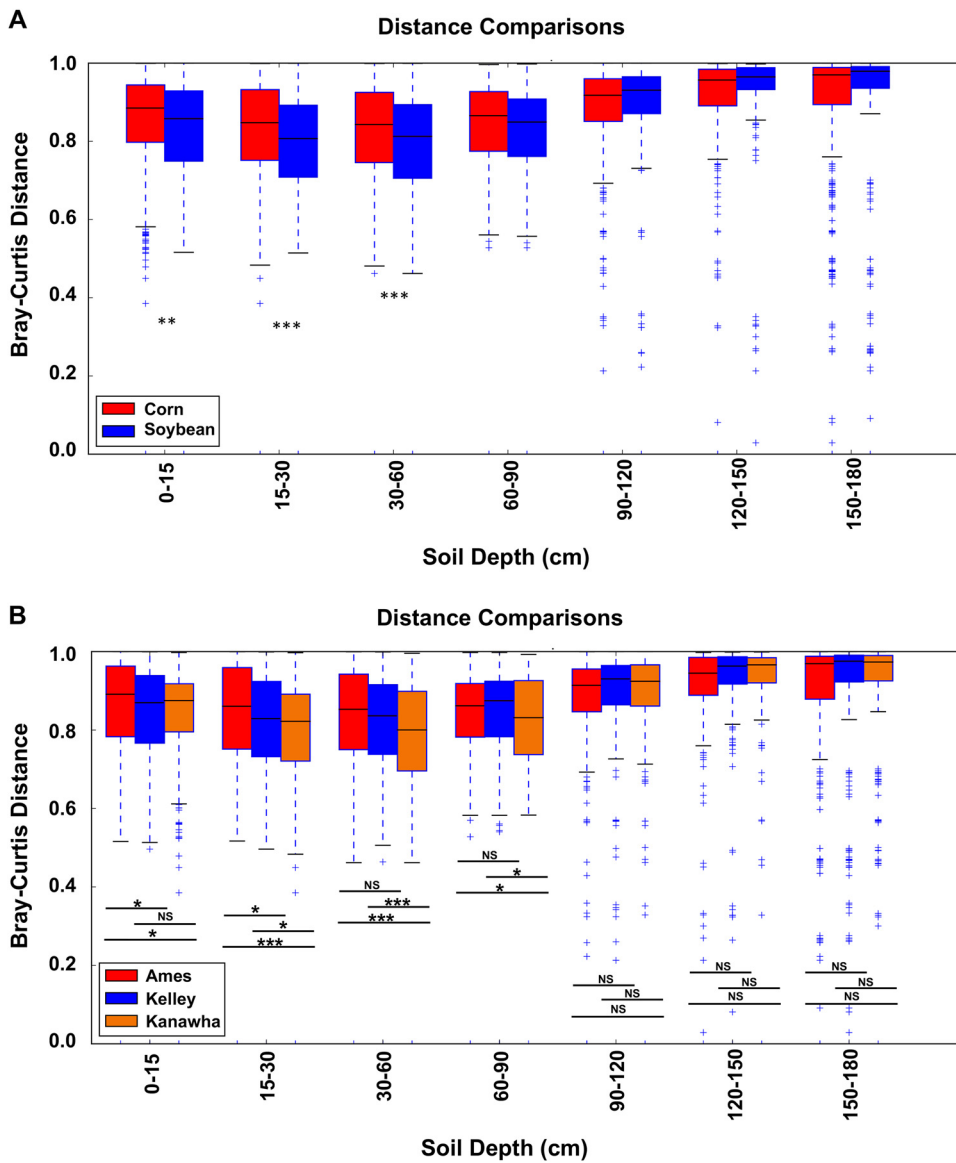 A
Distance Comparisons
Bray-Curtis Distance
1.0
0.8
0.6
0.4
0.2
0.0
** *** ***
Corn
Soybean
0-15 15-30 30-60 60-90 90-120 120-150 150-180
Soil Depth (cm)
B
Distance Comparisons
Bray-Curtis Distance
1.0
0.8
0.6
0.4
0.2
0.0
* NS *
* * ***
NS *** ***
NS * *
NS NS NS
NS NS NS
NS NS NS
Ames
Kelley
Kanawha
0-15 15-30 30-60 60-90 90-120 120-150 150-180
Soil Depth (cm)